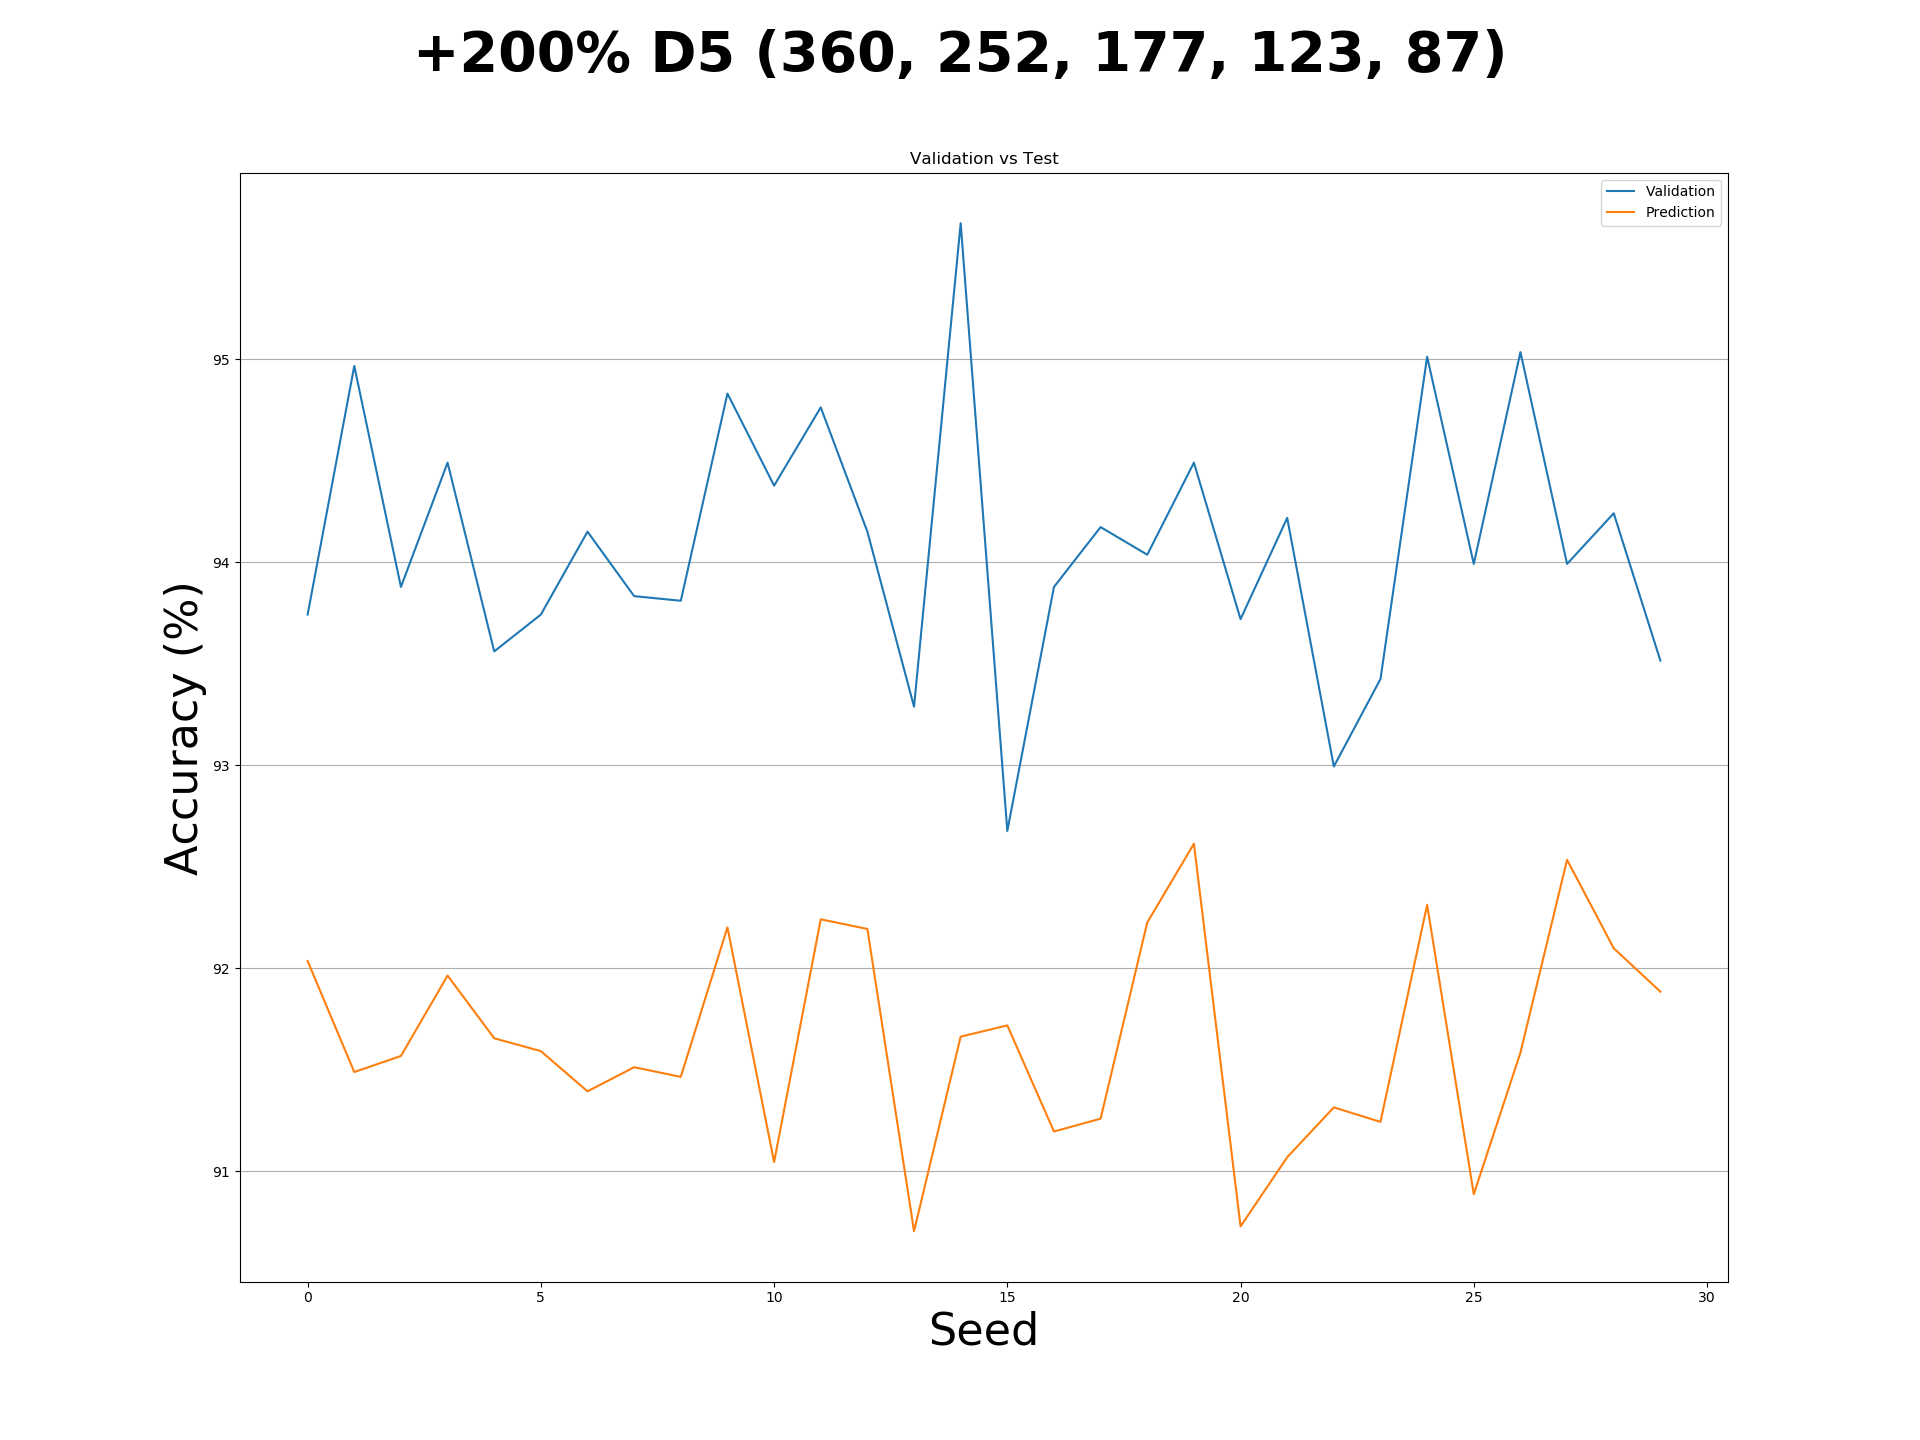 +200% D5 (360, 252, 177, 123, 87)
Validation vs Test
Validation
Prediction
95
94
93
92
91
Accuracy (%)
0 5 10 15 20 25 30
Seed